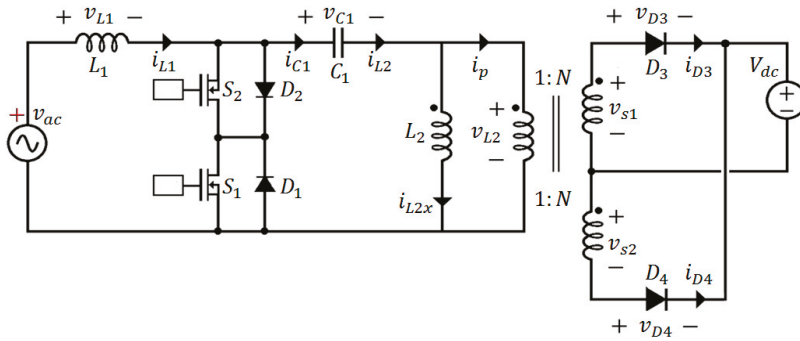 + v_L1 −
L_1
i_L1
+ v_C1 −
i_C1
C_1
i_L2
i_p
+ v_D3 −
D_3
i_D3
V_dc
+
−
1:N
+
v_s1
−
S_2
D_2
+
v_ac
L_2
+
v_L2
−
S_1
D_1
i_L2x
1:N
+
v_s2
−
D_4
i_D4
+ v_D4 −